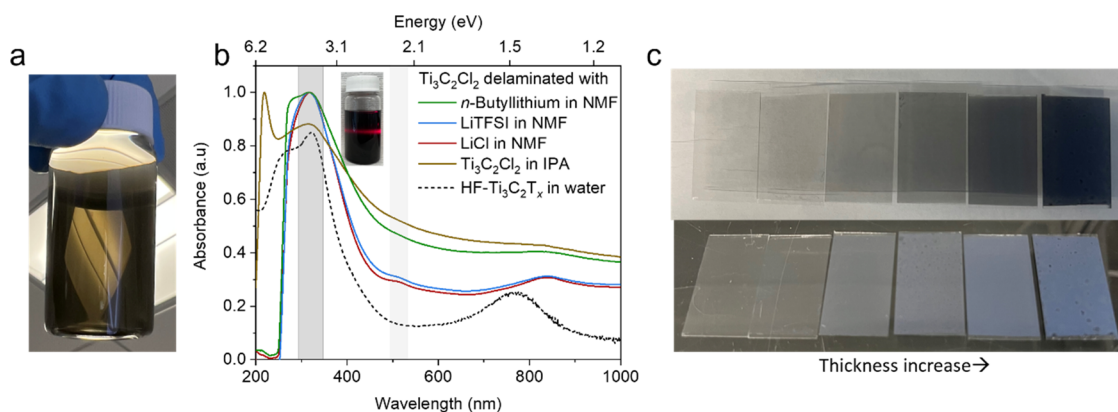 a
b
c
Energy (eV)
6.2 3.1 2.1 1.5 1.2
Absorbance (a.u)
1.0
0.8
0.6
0.4
0.2
0.0
Ti₃C₂Cl₂ delaminated with
n-Butyllithium in NMF
LiTFSI in NMF
LiCl in NMF
Ti₃C₂Cl₂ in IPA
HF-Ti₃C₂Tₓ in water
200 400 600 800 1000
Wavelength (nm)
Thickness increase→